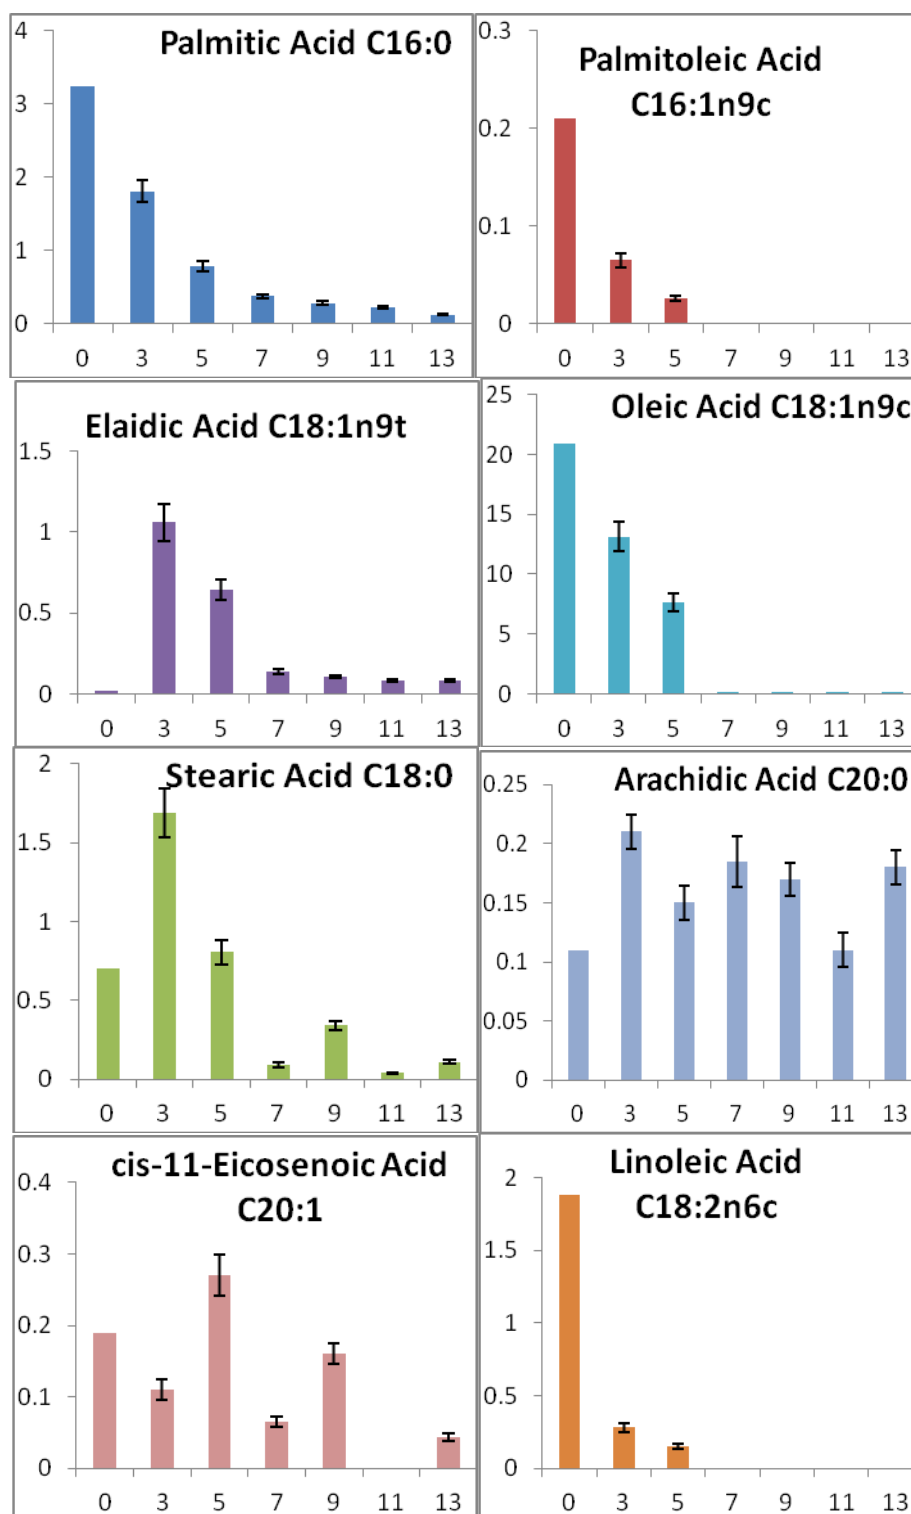 Palmitic Acid C16:0
4
3
2
1
0
0 3 5 7 9 11 13
Palmitoleic Acid
C16:1n9c
0.3
0.2
0.1
0
0 3 5 7 9 11 13
Elaidic Acid C18:1n9t
1.5
1
0.5
0
0 3 5 7 9 11 13
Oleic Acid C18:1n9c
25
20
15
10
5
0
0 3 5 7 9 11 13
Stearic Acid C18:0
2
1.5
1
0.5
0
0 3 5 7 9 11 13
Arachidic Acid C20:0
0.25
0.2
0.15
0.1
0.05
0
0 3 5 7 9 11 13
cis-11-Eicosenoic Acid
C20:1
0.4
0.3
0.2
0.1
0
0 3 5 7 9 11 13
Linoleic Acid
C18:2n6c
2
1.5
1
0.5
0
0 3 5 7 9 11 13